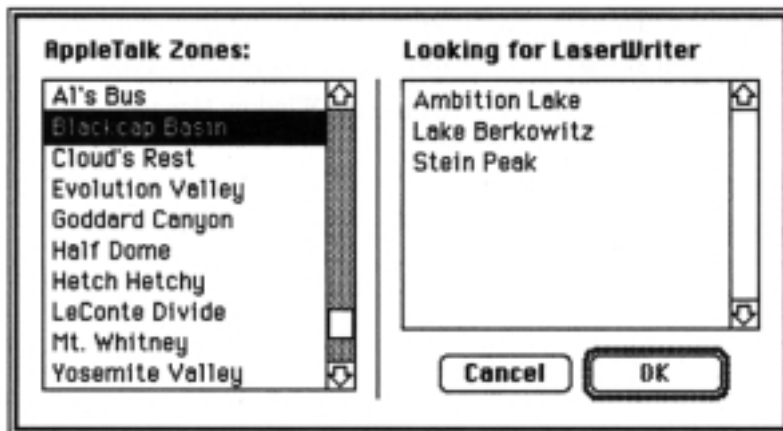 AppleTalk Zones:
Al's Bus
Blackcap Basin
Cloud's Rest
Evolution Valley
Goddard Canyon
Half Dome
Hetch Hetchy
LeConte Divide
Mt. Whitney
Yosemite Valley
Looking for LaserWriter
Ambition Lake
Lake Berkowitz
Stein Peak
Cancel
OK